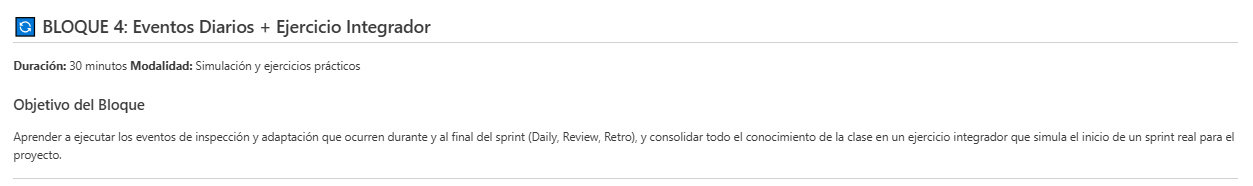 BLOQUE 4: Eventos Diarios + Ejercicio Integrador
Duración: 30 minutos Modalidad: Simulación y ejercicios prácticos
Objetivo del Bloque
Aprender a ejecutar los eventos de inspección y adaptación que ocurren durante y al final del sprint (Daily, Review, Retro), y consolidar todo el conocimiento de la clase en un ejercicio integrador que simula el inicio de un sprint real para el
proyecto.